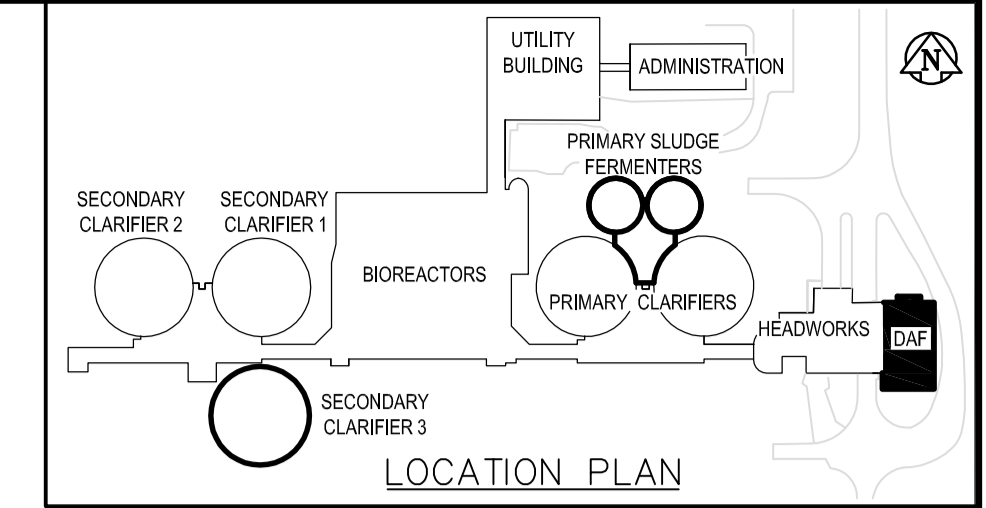 UTILITY
BUILDING
ADMINISTRATION
N
PRIMARY SLUDGE
FERMENTERS
SECONDARY
CLARIFIER 2
SECONDARY
CLARIFIER 1
BIOREACTORS
PRIMARY CLARIFIERS
HEADWORKS
DAF
SECONDARY
CLARIFIER 3
LOCATION PLAN